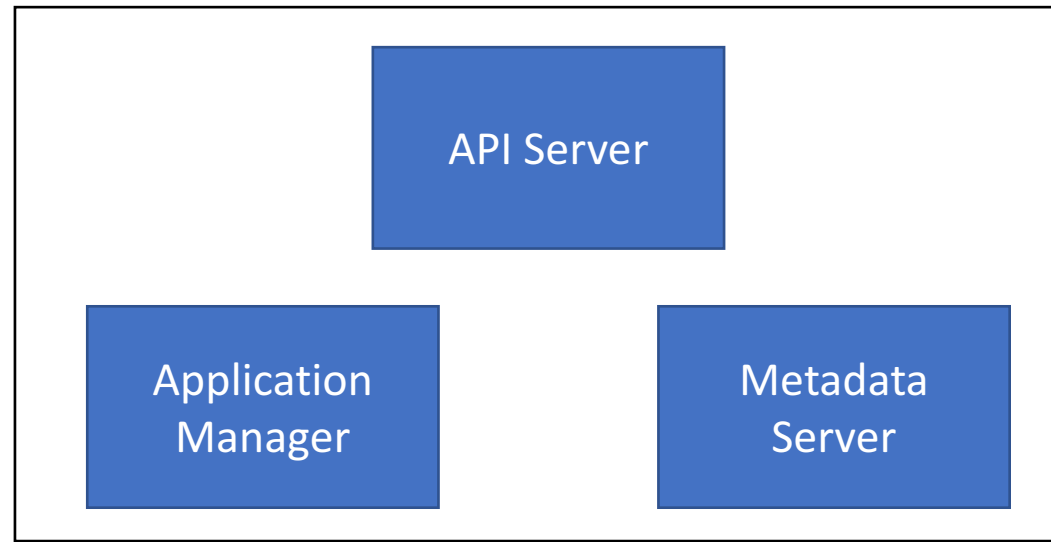 API Server
Application
Manager
Metadata
Server